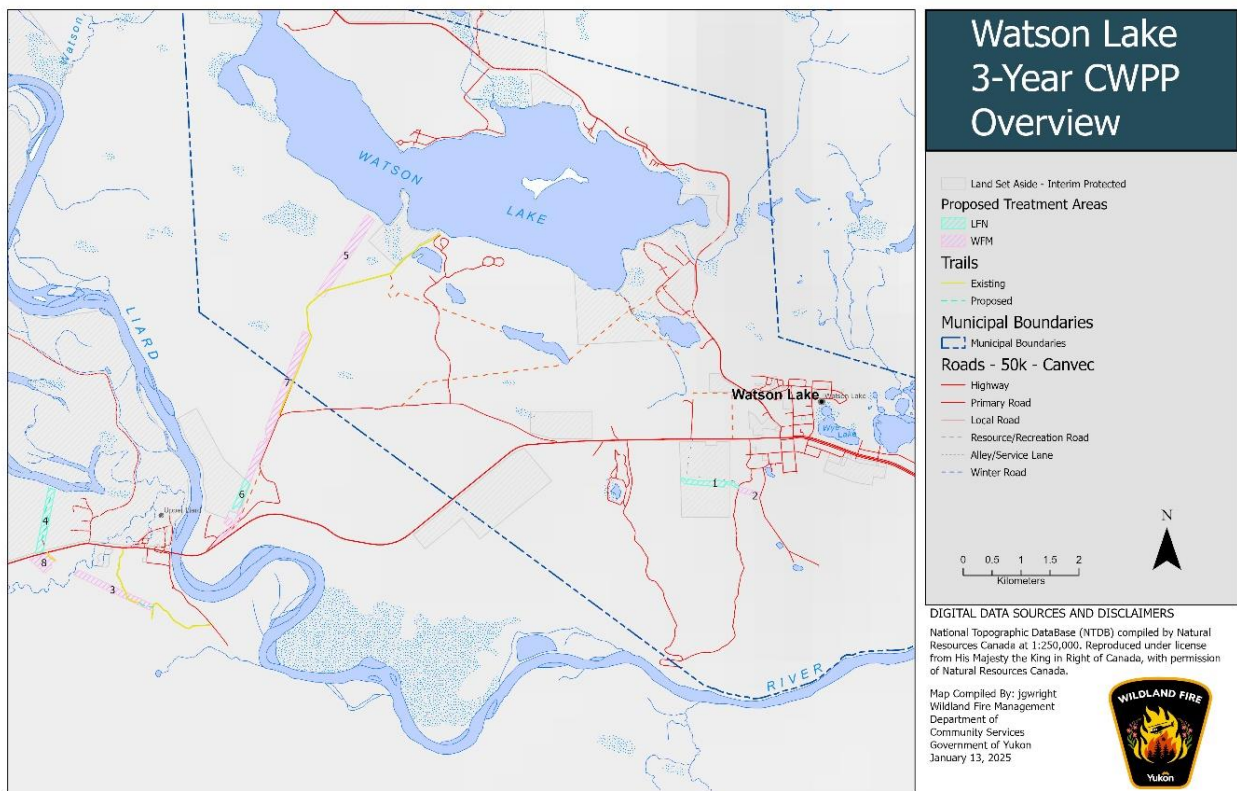 Watson Lake
3-Year CWPP
Overview
Watson
WATSON
LAKE
5
LIARD
7
Watson Lake
Watson Lake
Wye
Lake
1
2
6
4
Upper Liard
8
3
RIVER
Land Set Aside - Interim Protected
Proposed Treatment Areas
LFN
WFM
Trails
Existing
Proposed
Municipal Boundaries
Municipal Boundaries
Roads - 50k - Canvec
Highway
Primary Road
Local Road
Resource/Recreation Road
Alley/Service Lane
Winter Road
N
0 0.5 1 1.5 2
Kilometers
DIGITAL DATA SOURCES AND DISCLAIMERS
National Topographic DataBase (NTDB) compiled by Natural
Resources Canada at 1:250,000. Reproduced under license
from His Majesty the King in Right of Canada, with permission
of Natural Resources Canada.
Map Compiled By: jgwright
Wildland Fire Management
Department of
Community Services
Government of Yukon
January 13, 2025
WILDLAND FIRE
Yukon